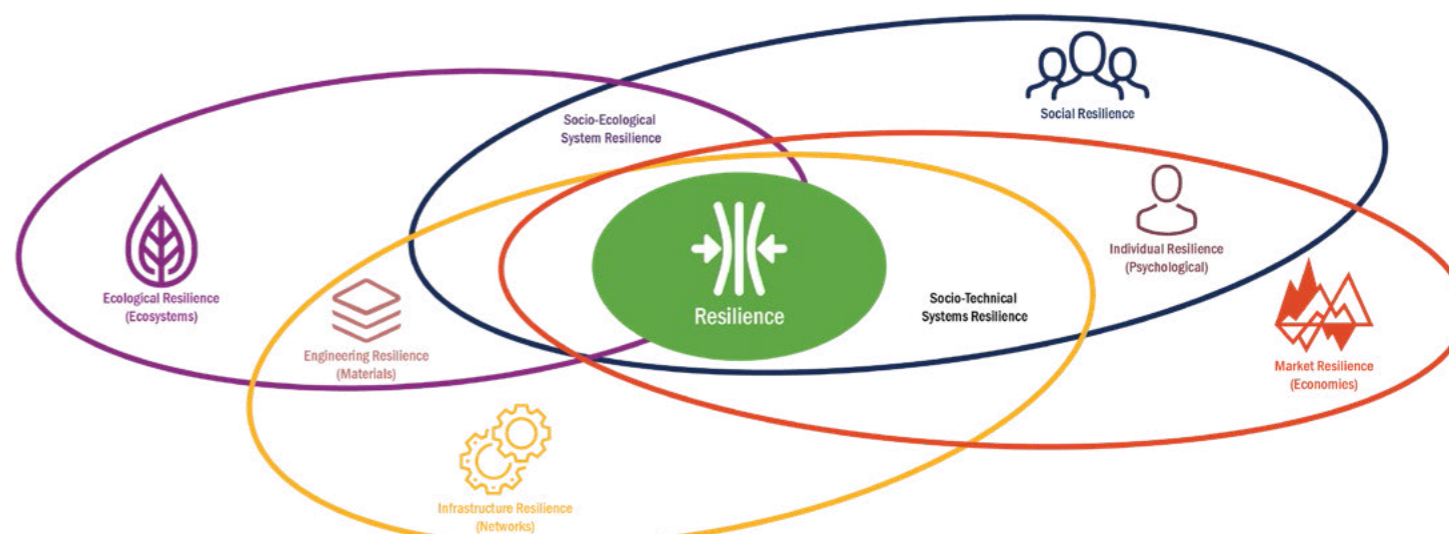 Social Resilience
Socio-Ecological
System Resilience
Individual Resilience
(Psychological)
Ecological Resilience
(Ecosystems)
Socio-Technical
Systems Resilience
Resilience
Engineering Resilience
(Materials)
Market Resilience
(Economies)
Infrastructure Resilience
(Networks)